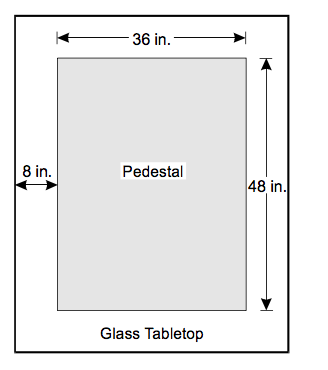 36 in.
8 in.
Pedestal
48 in.
Glass Tabletop